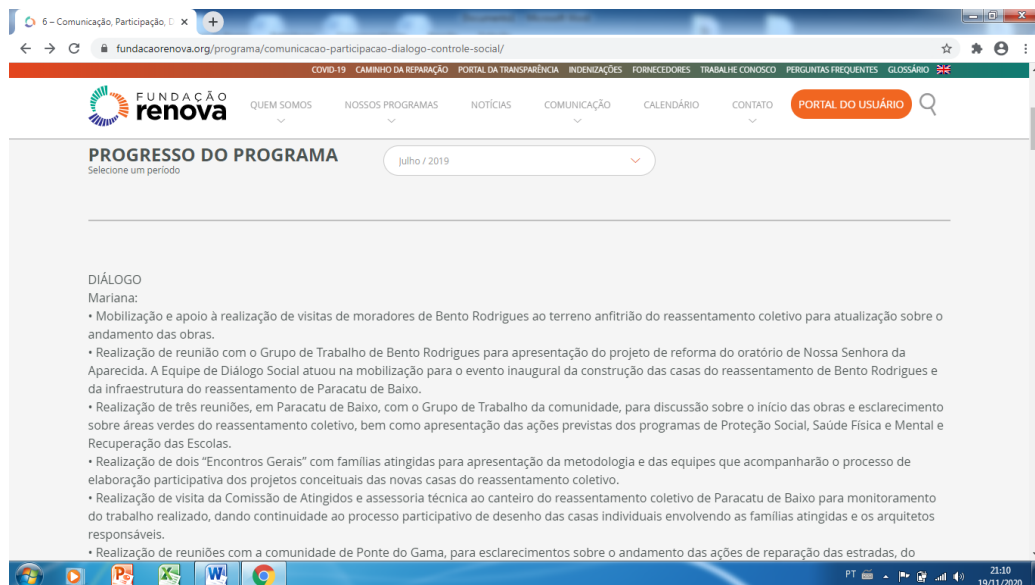 6 – Comunicação, Participação, D
fundacaorenova.org/programa/comunicacao-participacao-dialogo-controle-social/
COVID-19 CAMINHO DA REPARAÇÃO PORTAL DA TRANSPARÊNCIA INDENIZAÇÕES FORNECEDORES TRABALHE CONOSCO PERGUNTAS FREQUENTES GLOSSÁRIO
FUNDAÇÃO
renova
QUEM SOMOS NOSSOS PROGRAMAS NOTÍCIAS COMUNICAÇÃO CALENDÁRIO CONTATO PORTAL DO USUÁRIO
PROGRESSO DO PROGRAMA
Selecione um período
Julho / 2019
DIÁLOGO
Mariana:
• Mobilização e apoio à realização de visitas de moradores de Bento Rodrigues ao terreno anfitrião do reassentamento coletivo para atualização sobre o
andamento das obras.
• Realização de reunião com o Grupo de Trabalho de Bento Rodrigues para apresentação do projeto de reforma do oratório de Nossa Senhora da
Aparecida. A Equipe de Diálogo Social atuou na mobilização para o evento inaugural da construção das casas do reassentamento de Bento Rodrigues e
da infraestrutura do reassentamento de Paracatu de Baixo.
• Realização de três reuniões, em Paracatu de Baixo, com o Grupo de Trabalho da comunidade, para discussão sobre o início das obras e esclarecimento
sobre áreas verdes do reassentamento coletivo, bem como apresentação das ações previstas dos programas de Proteção Social, Saúde Física e Mental e
Recuperação das Escolas.
• Realização de dois “Encontros Gerais” com famílias atingidas para apresentação da metodologia e das equipes que acompanharão o processo de
elaboração participativa dos projetos conceituais das novas casas do reassentamento coletivo.
• Realização de visita da Comissão de Atingidos e assessoria técnica ao canteiro do reassentamento coletivo de Paracatu de Baixo para monitoramento
do trabalho realizado, dando continuidade ao processo participativo de desenho das casas individuais envolvendo as famílias atingidas e os arquitetos
responsáveis.
• Realização de reuniões com a comunidade de Ponte do Gama, para esclarecimentos sobre o andamento das ações de reparação das estradas, do
PT
21:10
19/11/2020